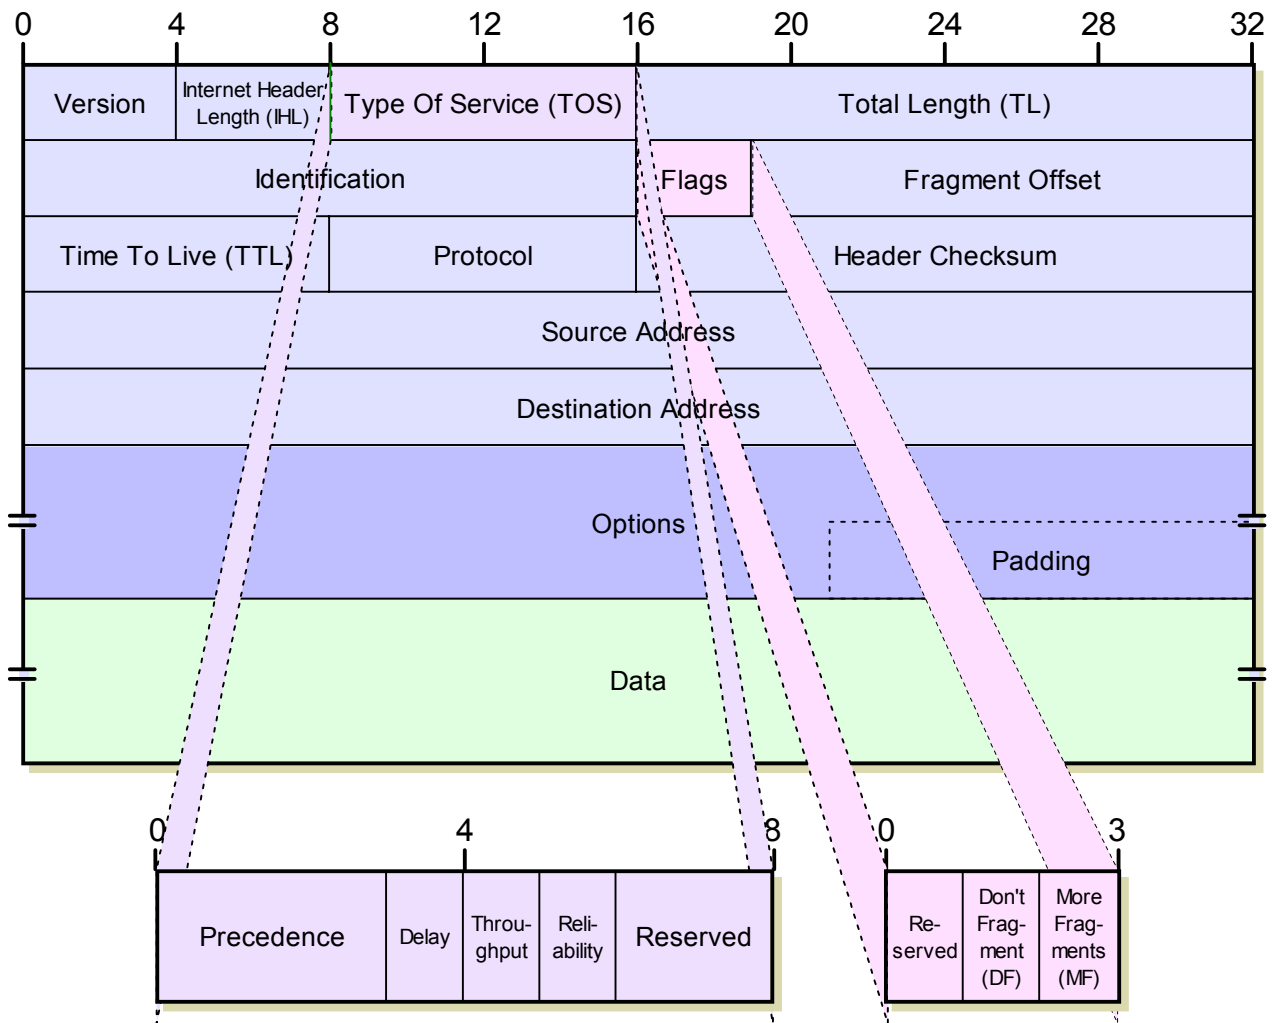 0 4 8 12 16 20 24 28 32
Version
Internet Header
Length (IHL)
Type Of Service (TOS)
Total Length (TL)
Identification
Flags
Fragment Offset
Time To Live (TTL)
Protocol
Header Checksum
Source Address
Destination Address
Options
Padding
Data
0 4 8
0 3
Precedence
Delay
Throu-
ghput
Reli-
ability
Reserved
Re-
served
Don't
Frag-
ment
(DF)
More
Frag-
ments
(MF)